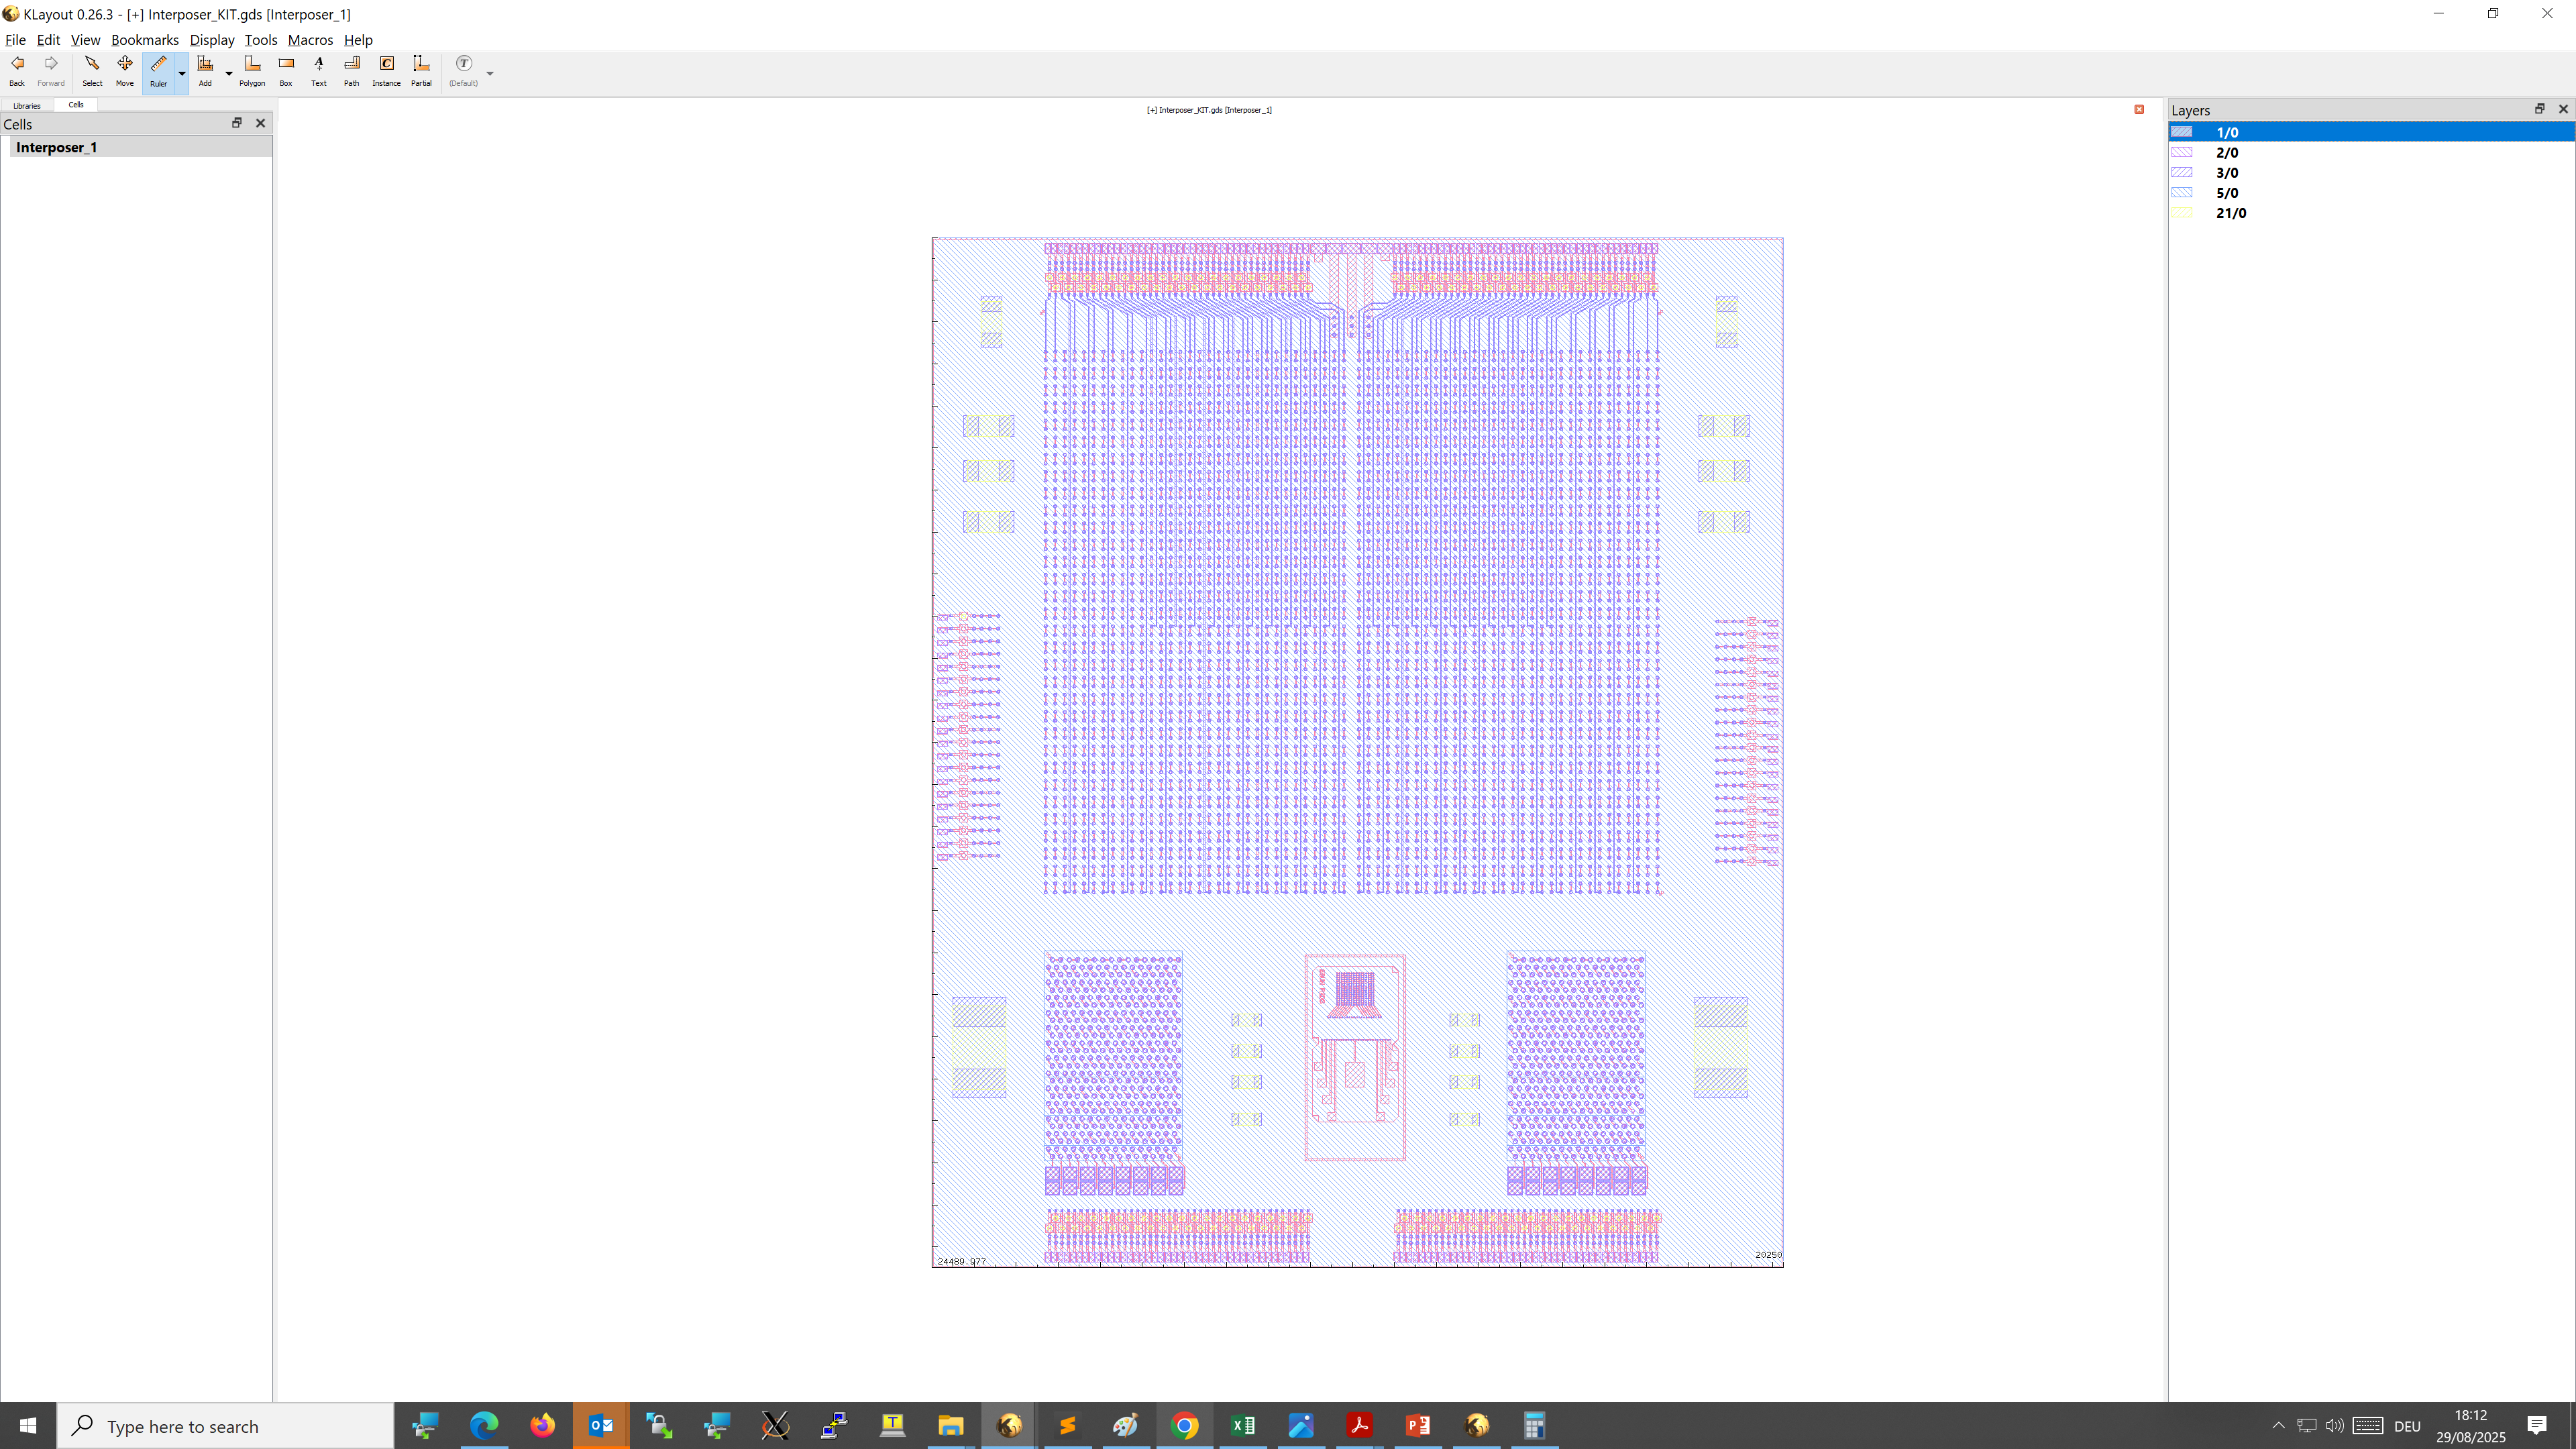 KLayout 0.26.3 - [+] Interposer_KIT.gds [Interposer_1]
File Edit View Bookmarks Display Tools Macros Help
Back Forward Select Move Ruler Add Polygon Box Text Path Instance Partial (Default)
Libraries Cells
[+] Interposer_KIT.gds [Interposer_1]
Cells
Interposer_1
Layers
1/0
2/0
3/0
5/0
21/0
24489.977
20250
Type here to search
DEU
18:12
29/08/2025